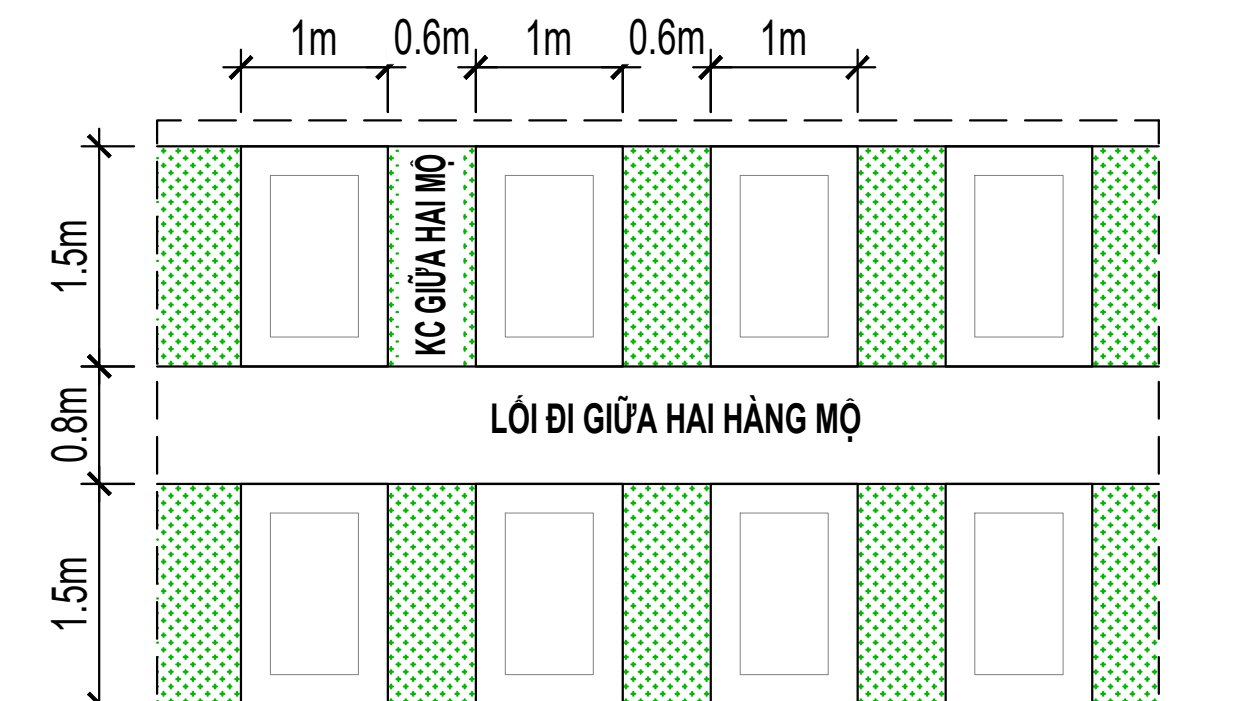 1m 0.6m 1m 0.6m 1m
1.5m
KC GIỮA HAI MỘ
0.8m
LỐI ĐI GIỮA HAI HÀNG MỘ
1.5m